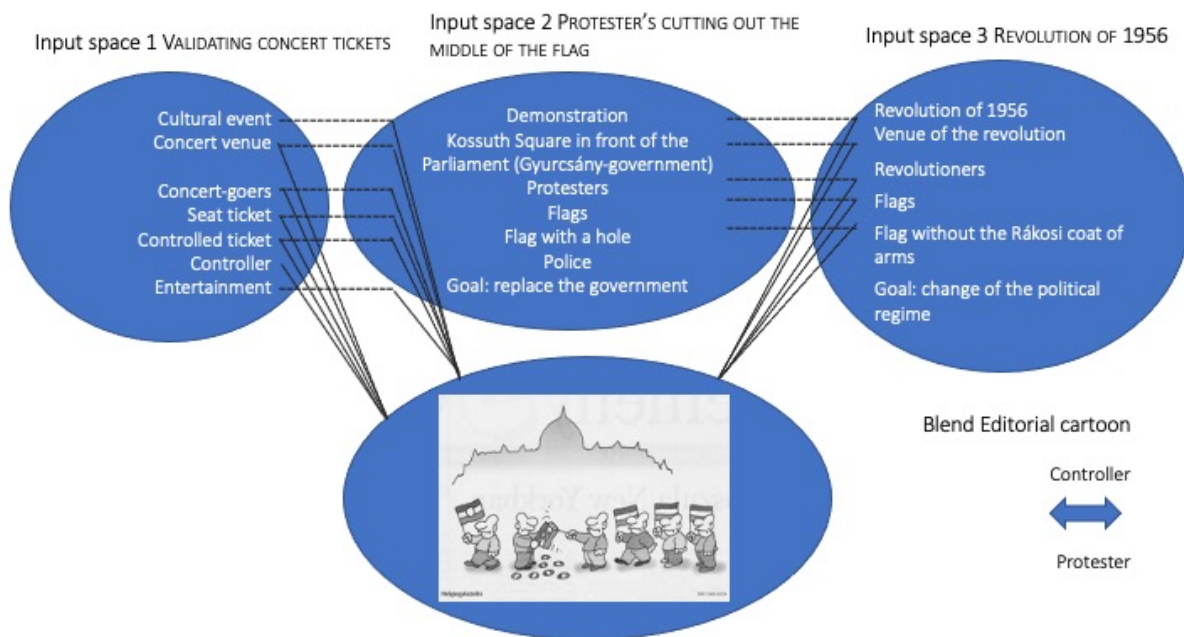 Input space 1 VALIDATING CONCERT TICKETS
Input space 2 PROTESTER'S CUTTING OUT THE
MIDDLE OF THE FLAG
Input space 3 REVOLUTION OF 1956
Cultural event
Concert venue
Concert-goers
Seat ticket
Controlled ticket
Controller
Entertainment
Demonstration
Kossuth Square in front of the
Parliament (Gyurcsány-government)
Protesters
Flags
Flag with a hole
Police
Goal: replace the government
Revolution of 1956
Venue of the revolution
Revolutioners
Flags
Flag without the Rákosi coat of
arms
Goal: change of the political
regime
Blend Editorial cartoon
Controller
Protester